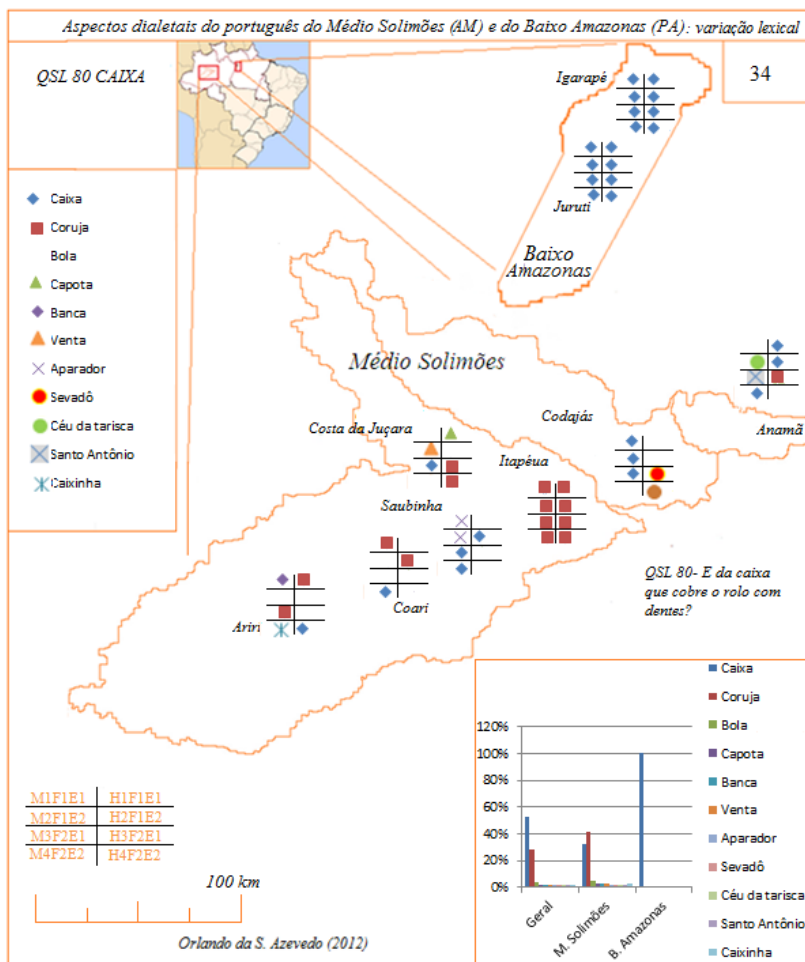 Aspectos dialetais do português do Médio Solimões (AM) e do Baixo Amazonas (PA): variação lexical
QSL 80 CAIXA
34
Igarapé
Juruti
Baixo
Amazonas
Caixa
Coruja
Bola
Capota
Banca
Venta
Aparador
Sevadô
Céu da tarisca
Santo Antônio
Caixinha
Médio Solimões
Costa da Juçara
Codajás
Anamã
Itapéua
Saubinha
Coari
Ariri
QSL 80- E da caixa
que cobre o rolo com
dentes?
M1F1E1 H1F1E1
M2F1E2 H2F1E2
M3F2E1 H3F2E1
M4F2E2 H4F2E2
100 km
Orlando da S. Azevedo (2012)
120%
100%
80%
60%
40%
20%
0%
Geral
M. Solimões
B. Amazonas
Caixa
Coruja
Bola
Capota
Banca
Venta
Aparador
Sevadô
Céu da tarisca
Santo Antônio
Caixinha